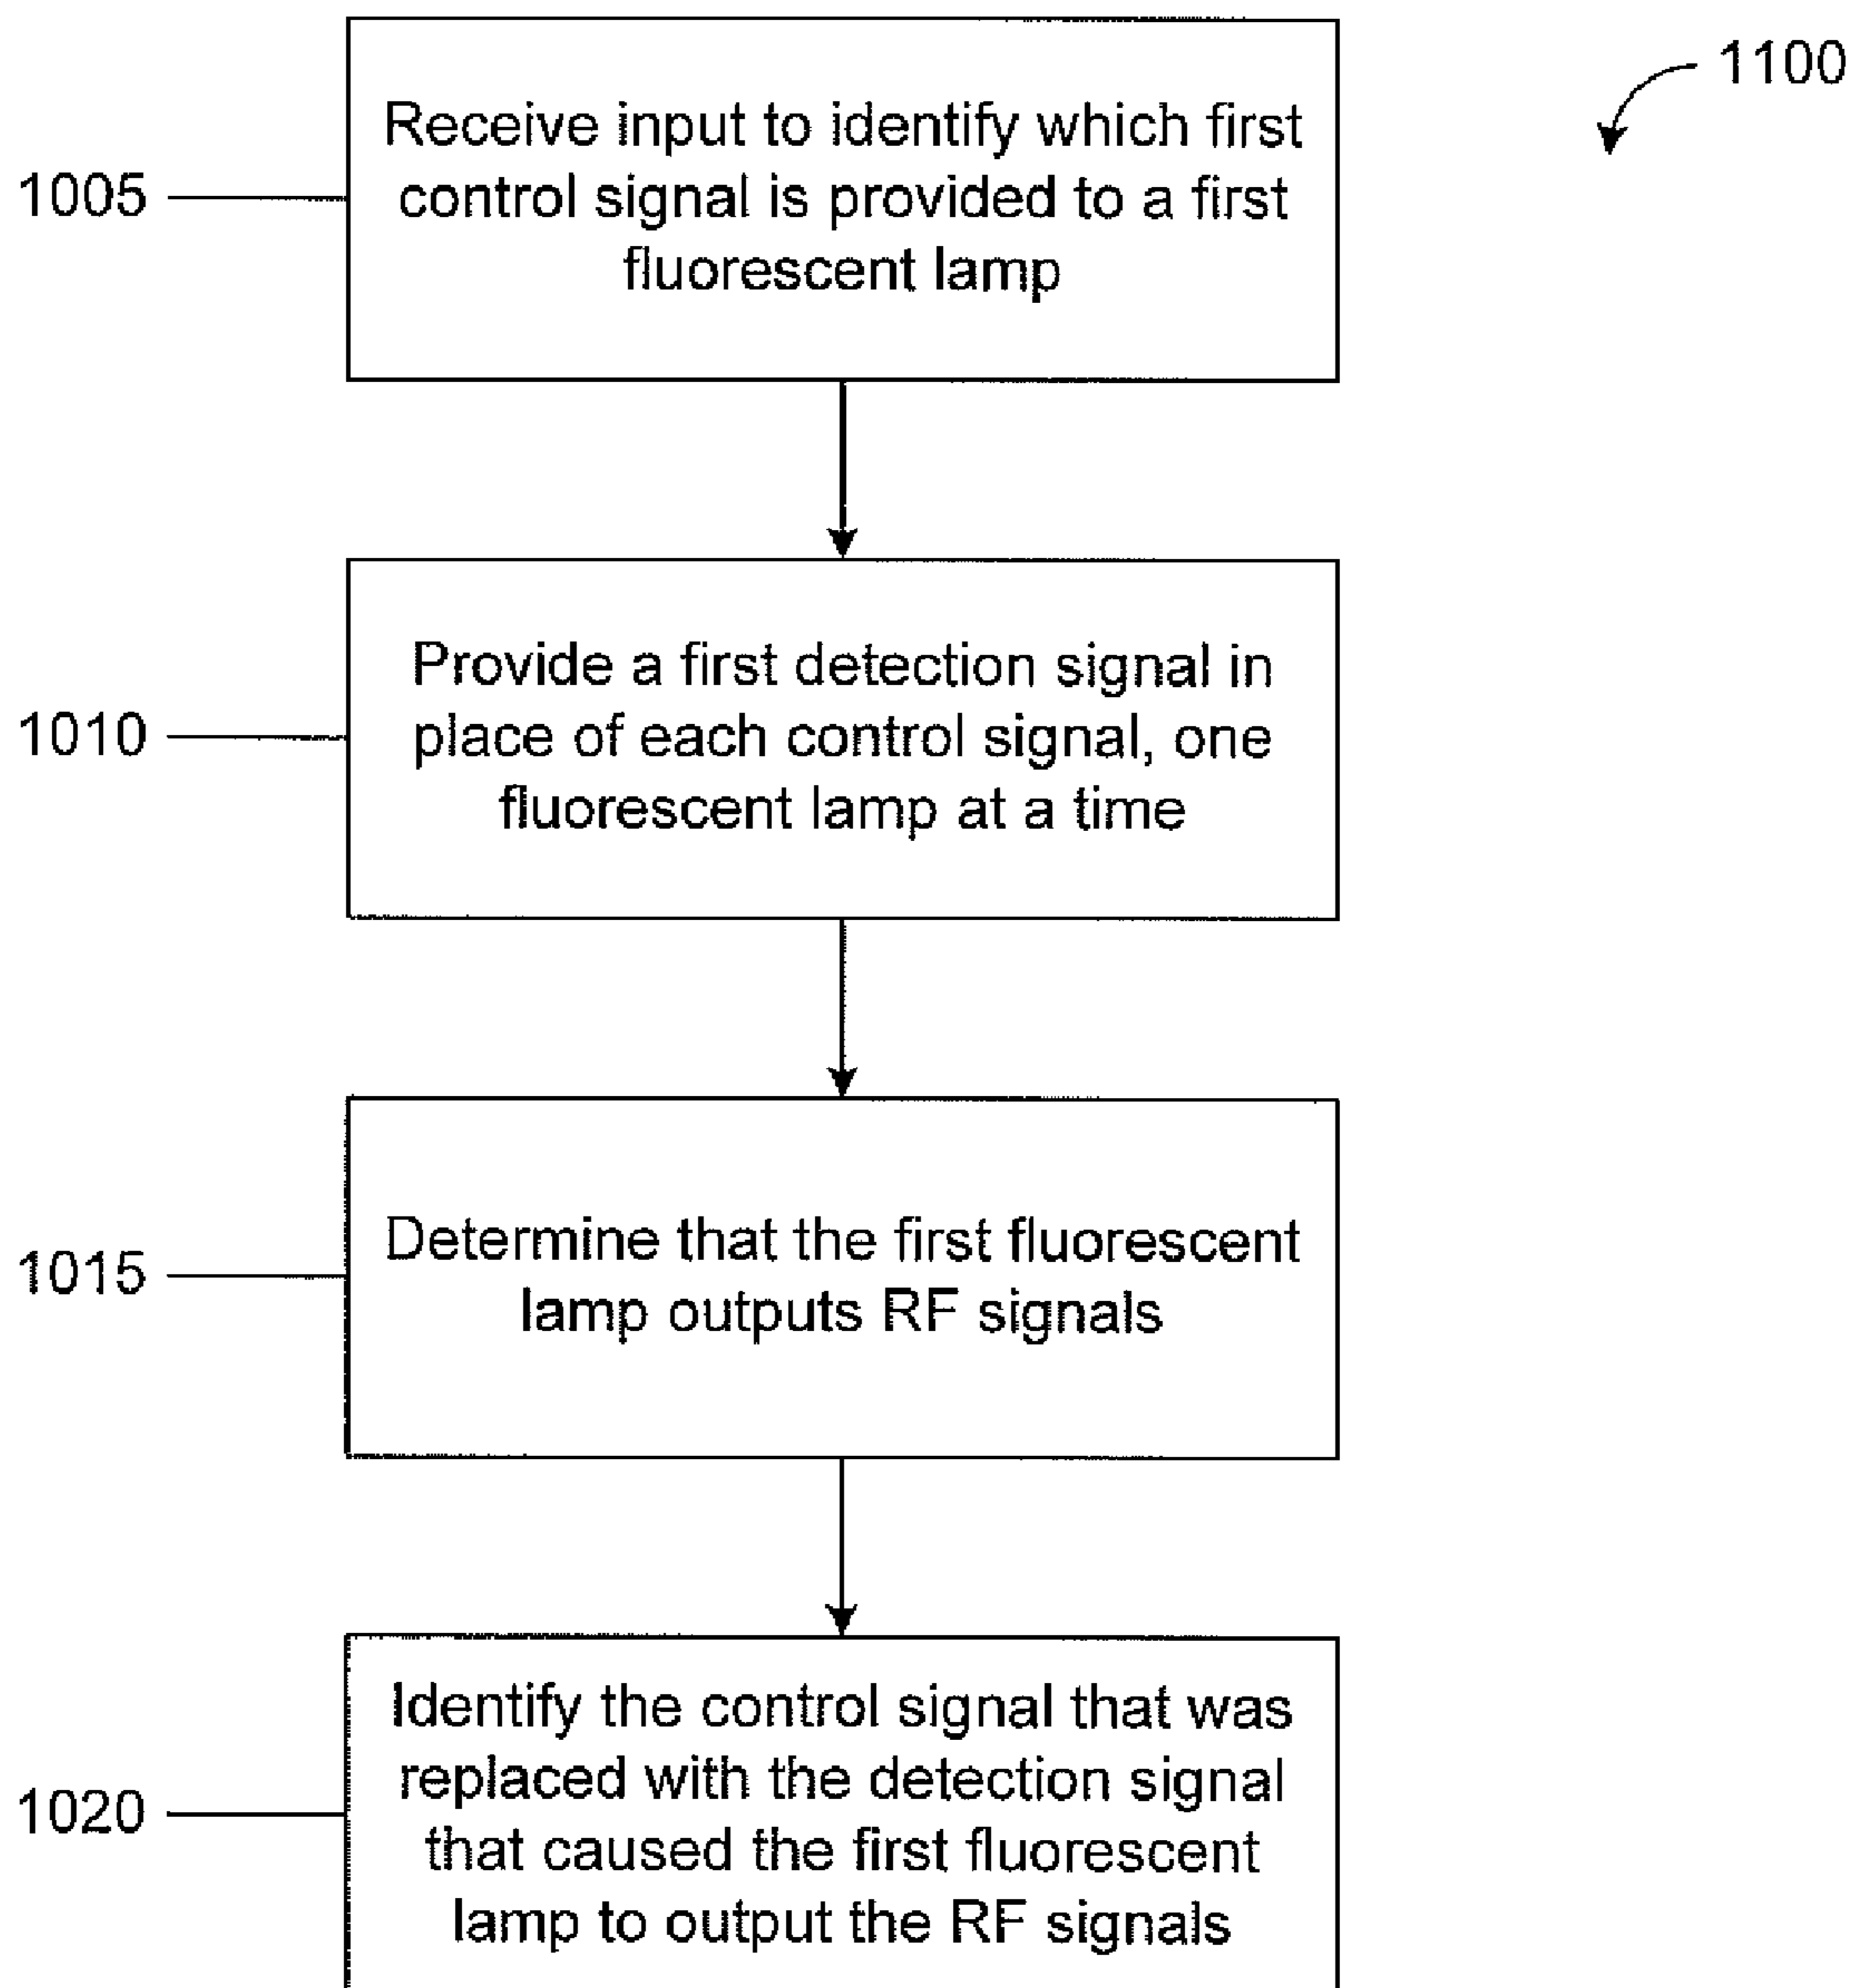 1100
1005
Receive input to identify which first
control signal is provided to a first
fluorescent lamp
1010
Provide a first detection signal in
place of each control signal, one
fluorescent lamp at a time
1015
Determine that the first fluorescent
lamp outputs RF signals
1020
Identify the control signal that was
replaced with the detection signal
that caused the first fluorescent
lamp to output the RF signals